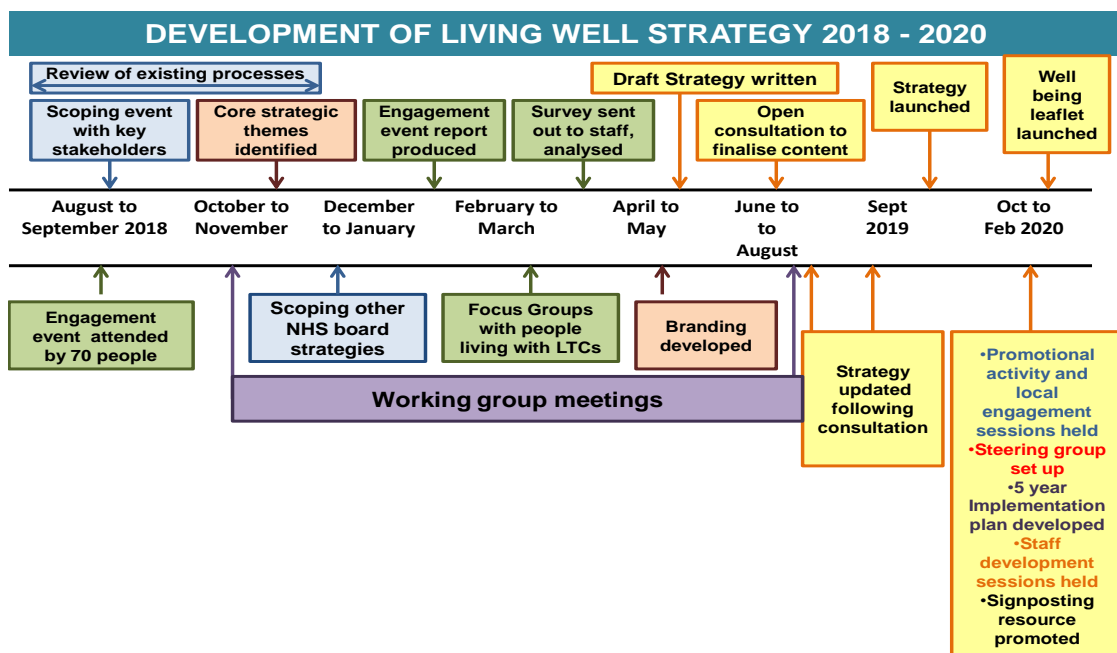 DEVELOPMENT OF LIVING WELL STRATEGY 2018 - 2020
Review of existing processes
Scoping event
with key
stakeholders
Core strategic
themes
identified
Engagement
event report
produced
Survey sent
out to staff,
analysed
Draft Strategy written
Open
consultation to
finalise content
Strategy
launched
Well
being
leaflet
launched
August to
September 2018
October to
November
December
to January
February to
March
April to
May
June to
to
August
Sept
2019
Oct to
Feb 2020
Engagement
event attended
by 70 people
Scoping other
NHS board
strategies
Focus Groups
with people
living with LTCs
Branding
developed
Working group meetings
Strategy
updated
following
consultation
•Promotional
activity and
local
engagement
sessions held
•Steering group
set up
•5 year
Implementation
plan developed
•Staff
development
sessions held
•Signposting
resource
promoted